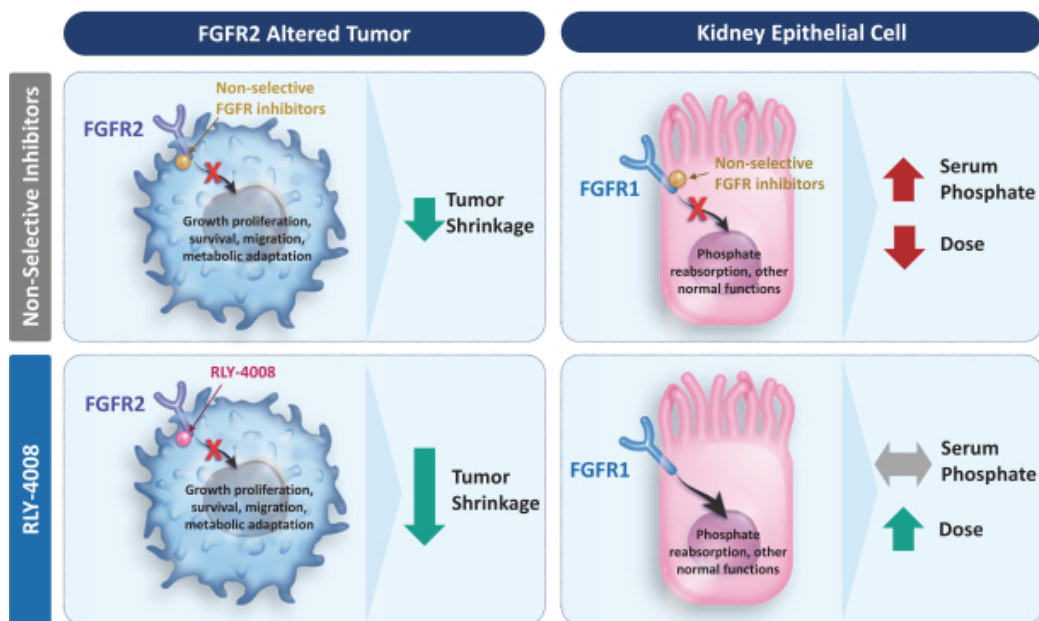 FGFR2 Altered Tumor
Kidney Epithelial Cell
Non-Selective Inhibitors
Non-selective
FGFR inhibitors
FGFR2
X
Growth proliferation,
survival, migration,
metabolic adaptation
Tumor
Shrinkage
FGFR1
Non-selective
FGFR inhibitors
X
Phosphate
reabsorption, other
normal functions
Serum
Phosphate
Dose
RLY-4008
RLY-4008
FGFR2
X
Growth proliferation,
survival, migration,
metabolic adaptation
Tumor
Shrinkage
FGFR1
Phosphate
reabsorption, other
normal functions
Serum
Phosphate
Dose